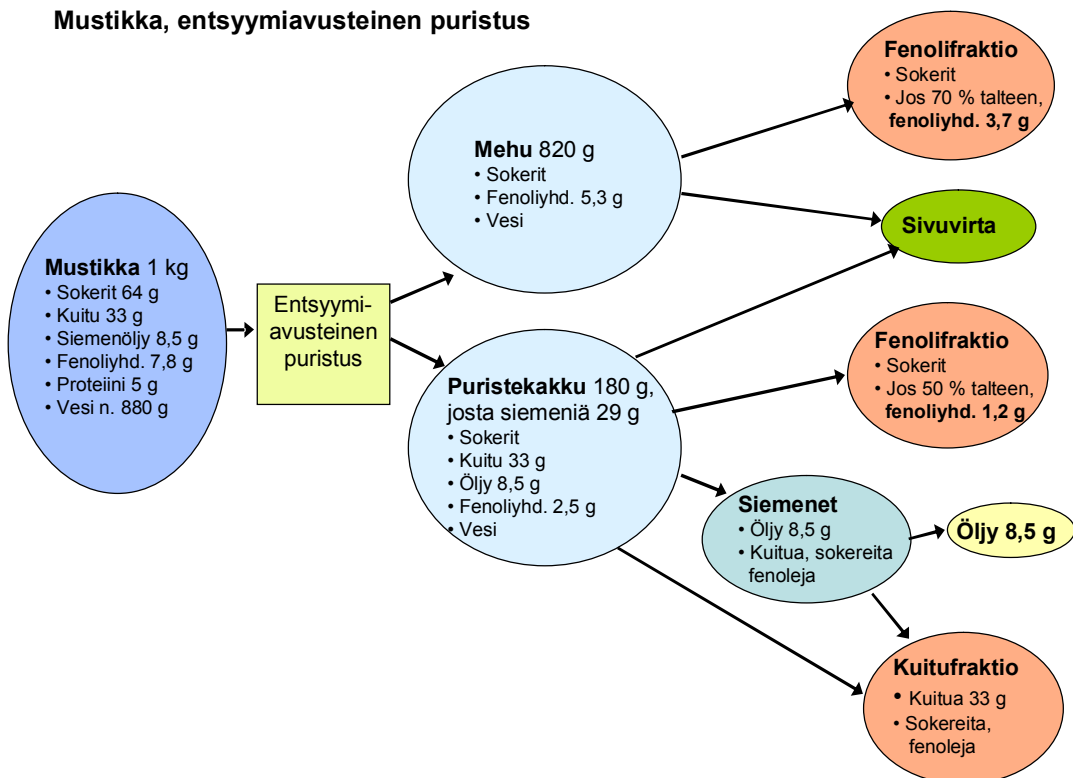 Mustikka, entsyymiavusteinen puristus
Mustikka 1 kg
• Sokerit 64 g
• Kuitu 33 g
• Siemenöljy 8,5 g
• Fenoliyhd. 7,8 g
• Proteiini 5 g
• Vesi n. 880 g
Entsyymi-
avusteinen
puristus
Mehu 820 g
• Sokerit
• Fenoliyhd. 5,3 g
• Vesi
Puristekakku 180 g,
josta siemeniä 29 g
• Sokerit
• Kuitu 33 g
• Öljy 8,5 g
• Fenoliyhd. 2,5 g
• Vesi
Fenolifraktio
• Sokerit
• Jos 70 % talteen,
fenoliyhd. 3,7 g
Sivuvirta
Fenolifraktio
• Sokerit
• Jos 50 % talteen,
fenoliyhd. 1,2 g
Siemenet
• Öljy 8,5 g
• Kuitua, sokereita
fenoleja
Öljy 8,5 g
Kuitufraktio
• Kuitua 33 g
• Sokereita,
fenoleja